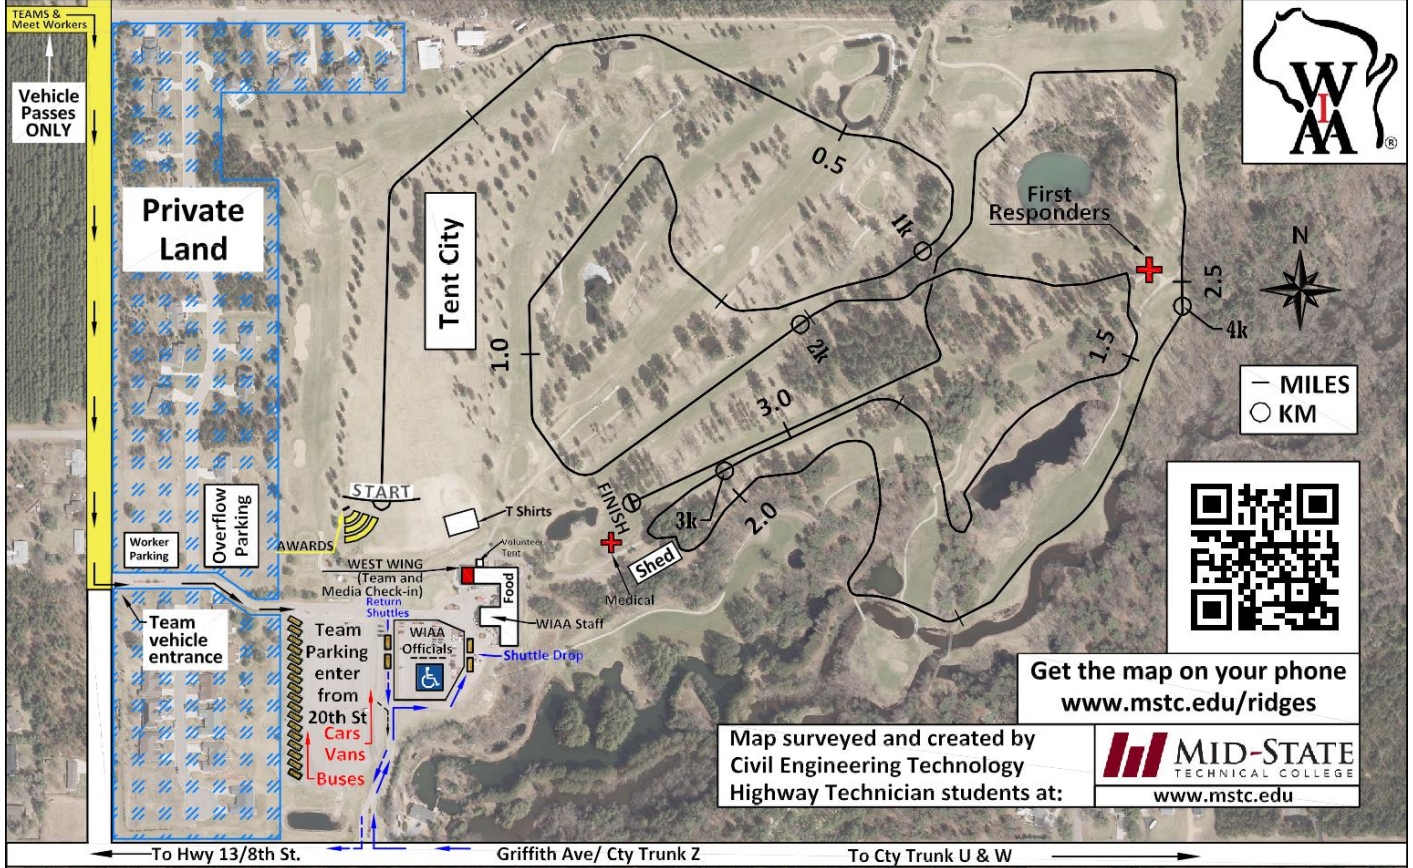 TEAMS &
Meet Workers
Vehicle
Passes
ONLY
Private
Land
Tent City
0.5
1k
First
Responders
W
I
AA
®
N
2.5
4k
1.0
2k
1.5
3.0
MILES
KM
START
FINISH
3k
2.0
AWARDS
T Shirts
Volunteer
Tent
Shed
Worker
Parking
Overflow
Parking
WEST WING
(Team and
Media Check-in)
Return
Shuttles
Food
Medical
WIAA Staff
Team
vehicle
entrance
Team
Parking
enter
from
20th St
Cars
Vans
Buses
WIAA
Officials
Shuttle Drop
Get the map on your phone
www.mstc.edu/ridges
Map surveyed and created by
Civil Engineering Technology
Highway Technician students at:
MID-STATE
TECHNICAL COLLEGE
www.mstc.edu
To Hwy 13/8th St.
Griffith Ave/ Cty Trunk Z
To Cty Trunk U & W